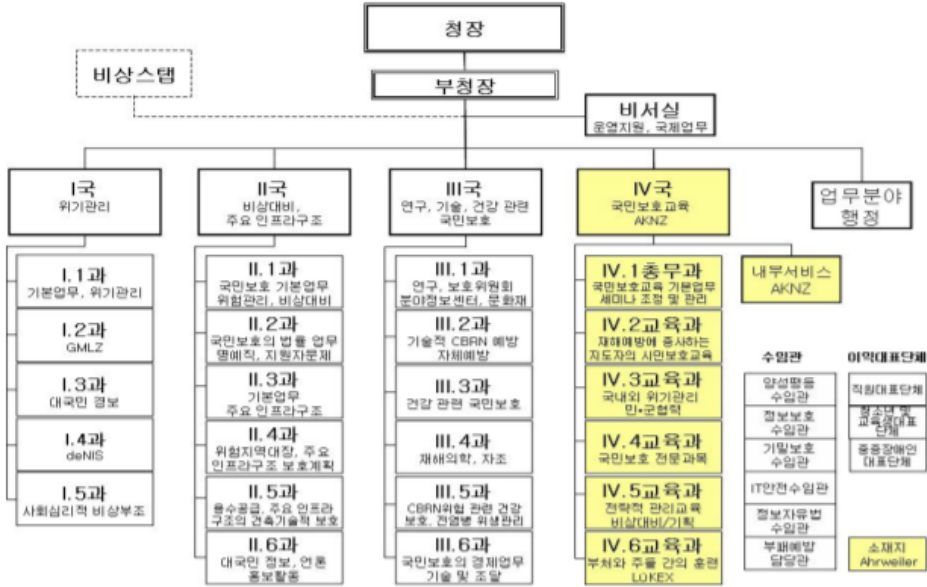 청장
비상스탭
부청장
비서실
운영지원, 국제업무
I국
위기관리
II국
비상대비,
주요 인프라구조
III국
연구, 기술, 건강 관련
국민보호
IV국
국민보호교육
AKNZ
업무분야
행정
I.1과
기본업무, 위기관리
I.2과
GMLZ
I.3과
대국민 경보
I.4과
deNIS
I.5과
사회심리적 비상부조
II.1과
국민보호 기본업무
위험관리, 비상대비
II.2과
국민보호의 법률 업무
명예직, 지원자문제
II.3과
기본업무
주요 인프라구조
II.4과
위험지역대장, 주요
인프라구조 보호계획
II.5과
용수공급, 주요 인프라
구조의 건축기술적 보호
II.6과
대국민 정보, 언론
홍보활동
III.1과
연구, 보호위원회
분야정보센터, 문화재
III.2과
기술적 CBRN 예방
자체예방
III.3과
건강 관련 국민보호
III.4과
재해의학, 자조
III.5과
CBRN위험 관련 건강
보호, 전염병 위생관리
III.6과
국민보호의 경제업무
기술 및 조달
IV.1총무과
국민보호교육 기본업무
세미나 조정 및 관리
IV.2교육과
재해예방에 종사하는
지도자의 시민보호교육
IV.3교육과
국내외 위기관리
민•군협력
IV.4교육과
국민보호 전문과목
IV.5교육과
전략적 관리교육
비상대비/기획
IV.6교육과
부처와 주들 간의 훈련
LÜKEX
내부서비스
AKNZ
수임관
양성평등
수임관
정보보호
수임관
기밀보호
수임관
IT안전수임관
정보자유법
수임관
부패예방
담당관
이익대표단체
직원대표단체
청소년 및
교육생대표
단체
중증장애인
대표단체
소재지
Ahrweiler